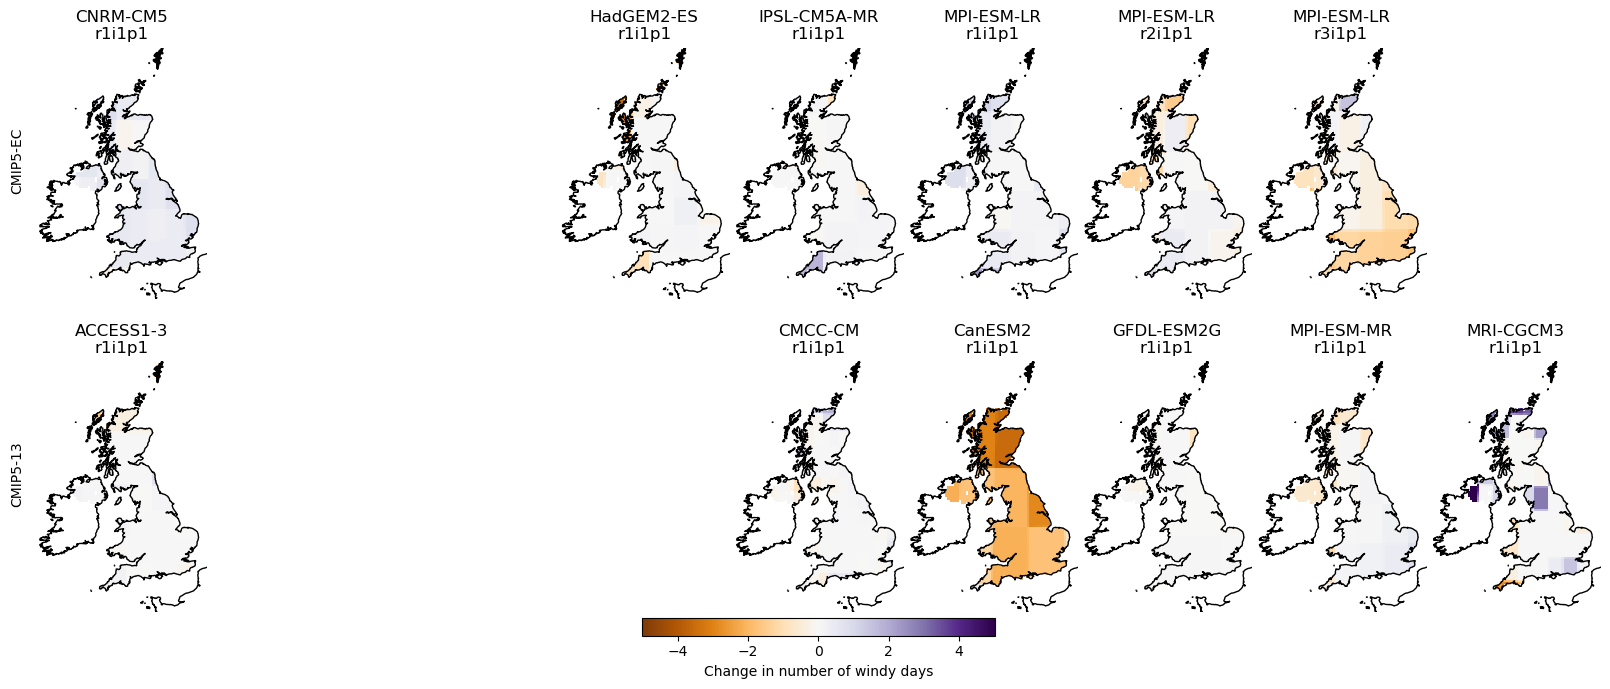 CNRM-CM5
r1i1p1
HadGEM2-ES
r1i1p1
IPSL-CM5A-MR
r1i1p1
MPI-ESM-LR
r1i1p1
MPI-ESM-LR
r2i1p1
MPI-ESM-LR
r3i1p1
CMIP5-EC
ACCESS1-3
r1i1p1
CMCC-CM
r1i1p1
CanESM2
r1i1p1
GFDL-ESM2G
r1i1p1
MPI-ESM-MR
r1i1p1
MRI-CGCM3
r1i1p1
CMIP5-13
−4 −2 0 2 4
Change in number of windy days